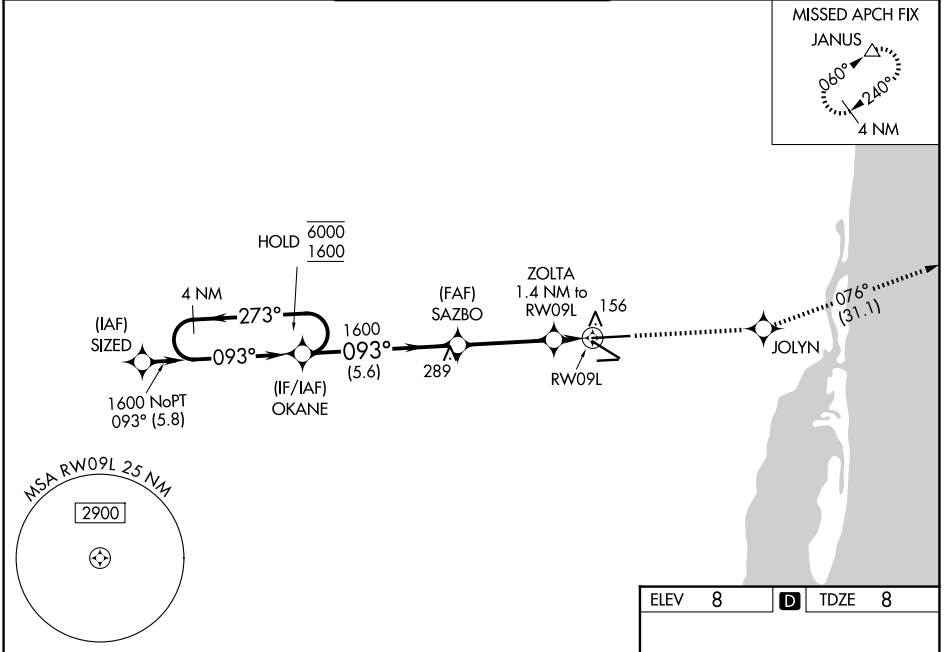 MISSED APCH FIX
JANUS
060°
240°
4 NM
HOLD
6000
1600
4 NM
273°
(IAF)
SIZED
093°
1600 NoPT
093° (5.8)
(IF/IAF)
OKANE
1600
093°
(5.6)
(FAF)
SAZBO
289
ZOLTA
1.4 NM to
RW09L
156
RW09L
JOLYN
076°
(31.1)
MSA RW09L 25 NM
2900
ELEV 8 D TDZE 8